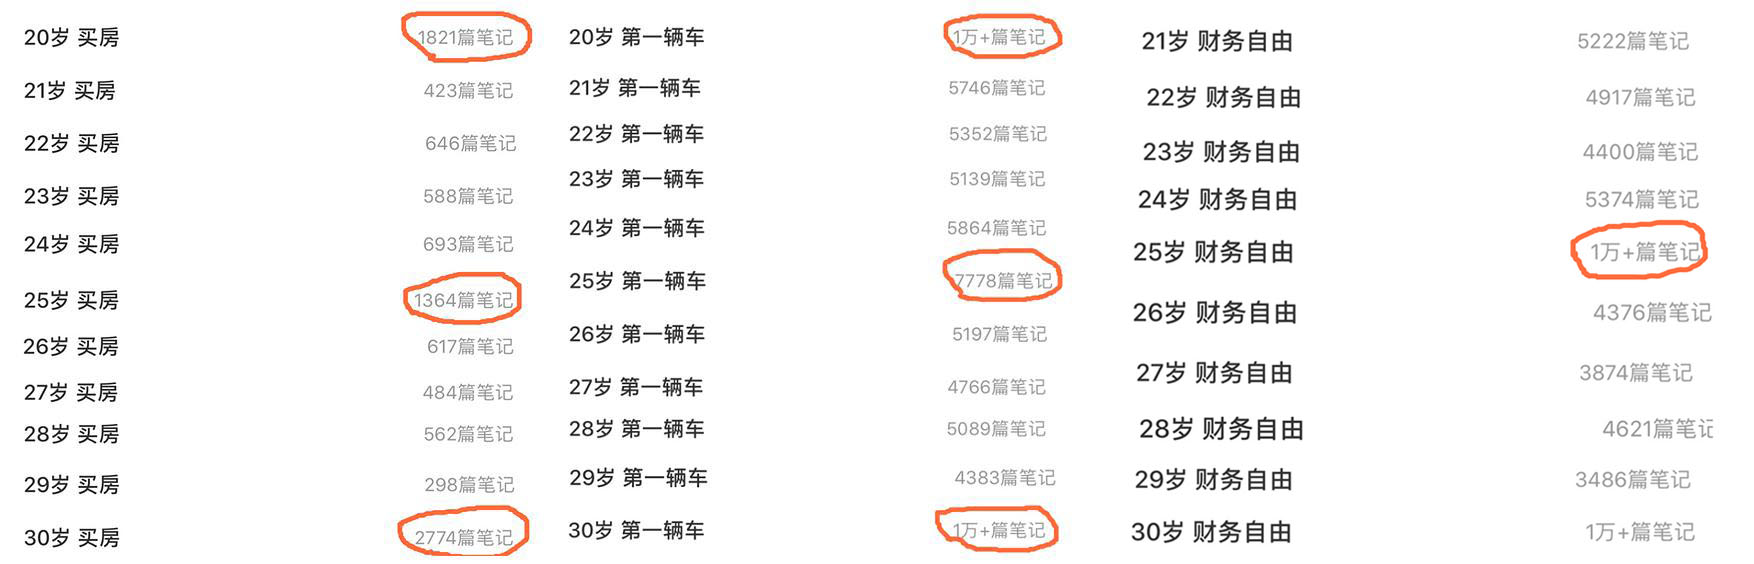 20岁 买房 1821篇笔记
21岁 买房 423篇笔记
22岁 买房 646篇笔记
23岁 买房 588篇笔记
24岁 买房 693篇笔记
25岁 买房 1364篇笔记
26岁 买房 617篇笔记
27岁 买房 484篇笔记
28岁 买房 562篇笔记
29岁 买房 298篇笔记
30岁 买房 2774篇笔记
20岁 第一辆车 1万+篇笔记
21岁 第一辆车 5746篇笔记
22岁 第一辆车 5352篇笔记
23岁 第一辆车 5139篇笔记
24岁 第一辆车 5864篇笔记
25岁 第一辆车 7778篇笔记
26岁 第一辆车 5197篇笔记
27岁 第一辆车 4766篇笔记
28岁 第一辆车 5089篇笔记
29岁 第一辆车 4383篇笔记
30岁 第一辆车 1万+篇笔记
21岁 财务自由 5222篇笔记
22岁 财务自由 4917篇笔记
23岁 财务自由 4400篇笔记
24岁 财务自由 5374篇笔记
25岁 财务自由 1万+篇笔记
26岁 财务自由 4376篇笔记
27岁 财务自由 3874篇笔记
28岁 财务自由 4621篇笔记
29岁 财务自由 3486篇笔记
30岁 财务自由 1万+篇笔记